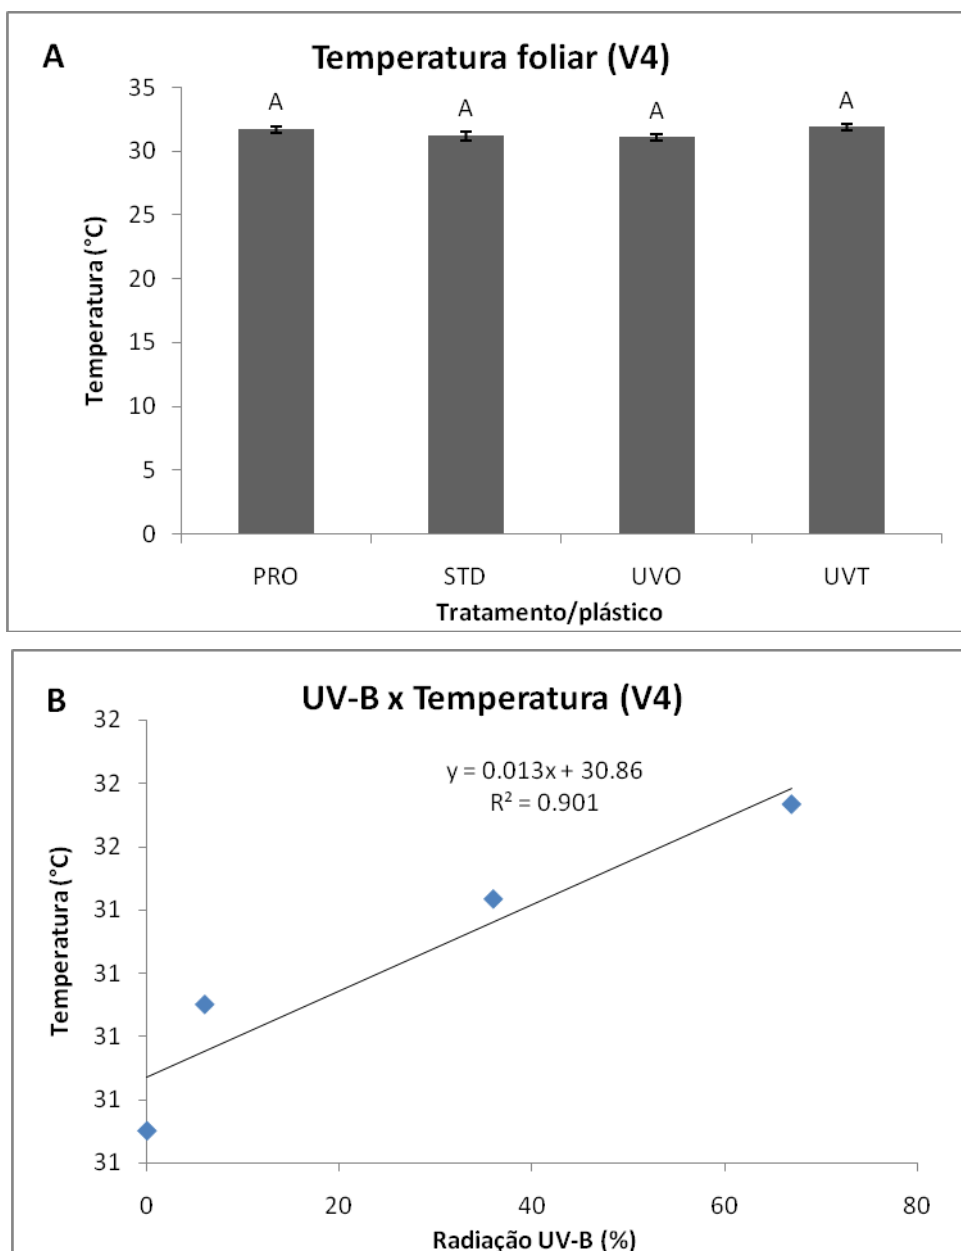 A
Temperatura foliar (V4)
35
30
25
20
15
10
5
0
Temperatura (°C)
A
A
A
A
PRO
STD
UVO
UVT
Tratamento/plástico
B
UV-B x Temperatura (V4)
32
32
32
31
31
31
31
31
Temperatura (°C)
y = 0.013x + 30.86
R² = 0.901
0
20
40
60
80
Radiação UV-B (%)